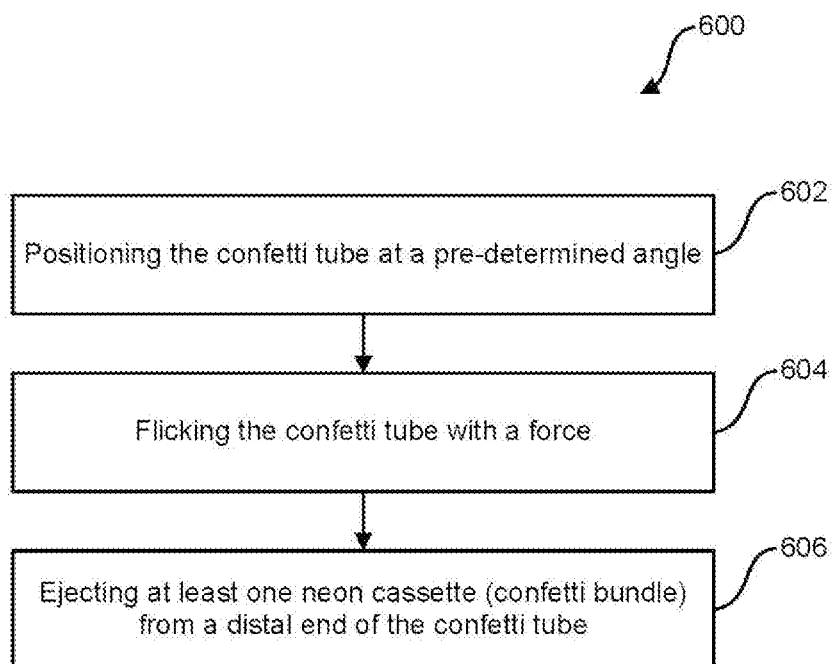 600
602
Positioning the confetti tube at a pre-determined angle
604
Flicking the confetti tube with a force
606
Ejecting at least one neon cassette (confetti bundle)
from a distal end of the confetti tube